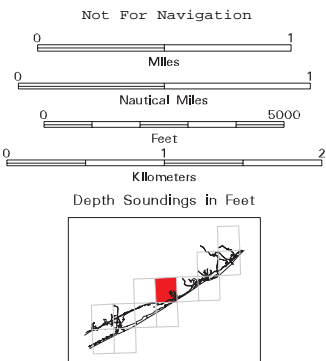 Not For Navigation
0 1
Miles
0 1
Nautical Miles
0 5000
Feet
0 1 2
Kilometers
Depth Soundings in Feet